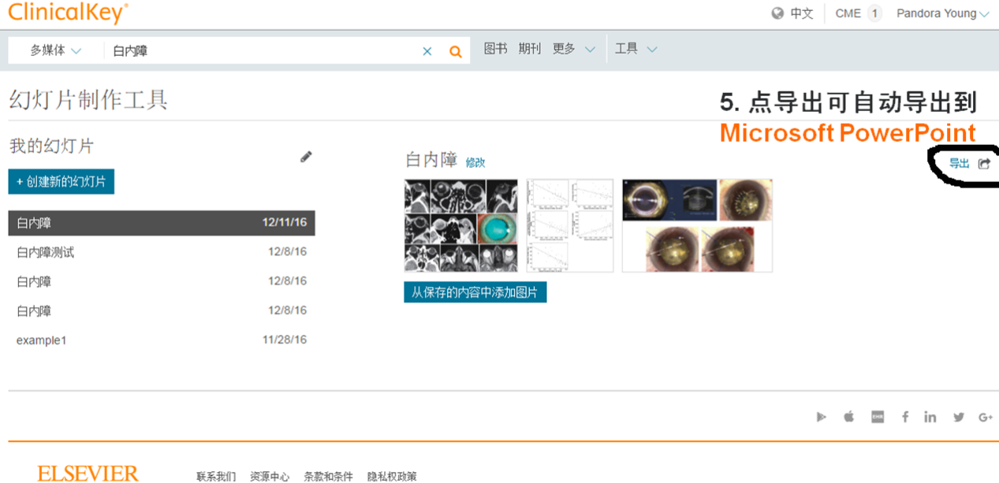 ClinicalKey®
中文 CME 1 Pandora Young
多媒体 白内障 图书 期刊 更多 工具
幻灯片制作工具
5. 点导出可自动导出到
Microsoft PowerPoint
我的幻灯片
+ 创建新的幻灯片
白内障 12/11/16
白内障测试 12/8/16
白内障 12/8/16
白内障 12/8/16
example1 11/28/16
白内障 修改
导出
从保存的内容中添加图片
EHR
ELSEVIER
联系我们 资源中心 条款和条件 隐私权政策